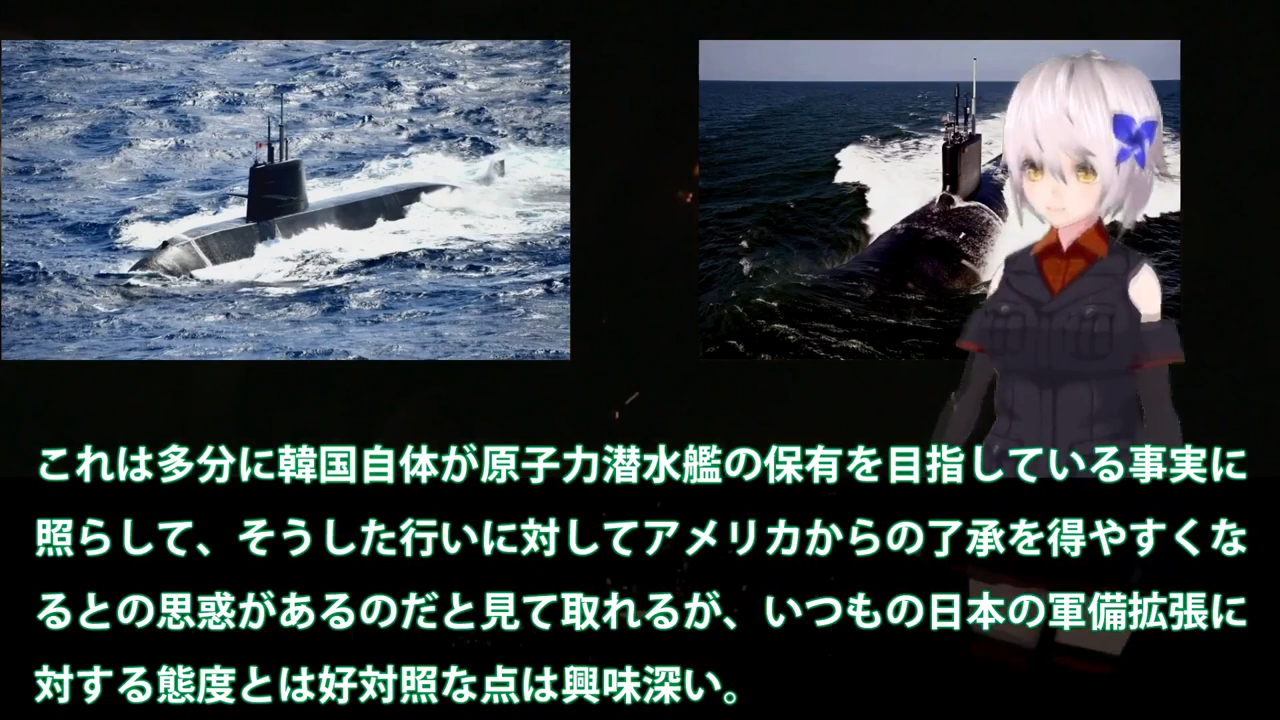 これは多分に韓国自体が原子力潜水艦の保有を目指している事実に
照らして、そうした行いに対してアメリカからの了承を得やすくな
るとの思惑があるのだと見て取れるが、いつもの日本の軍備拡張に
対する態度とは好対照な点は興味深い。